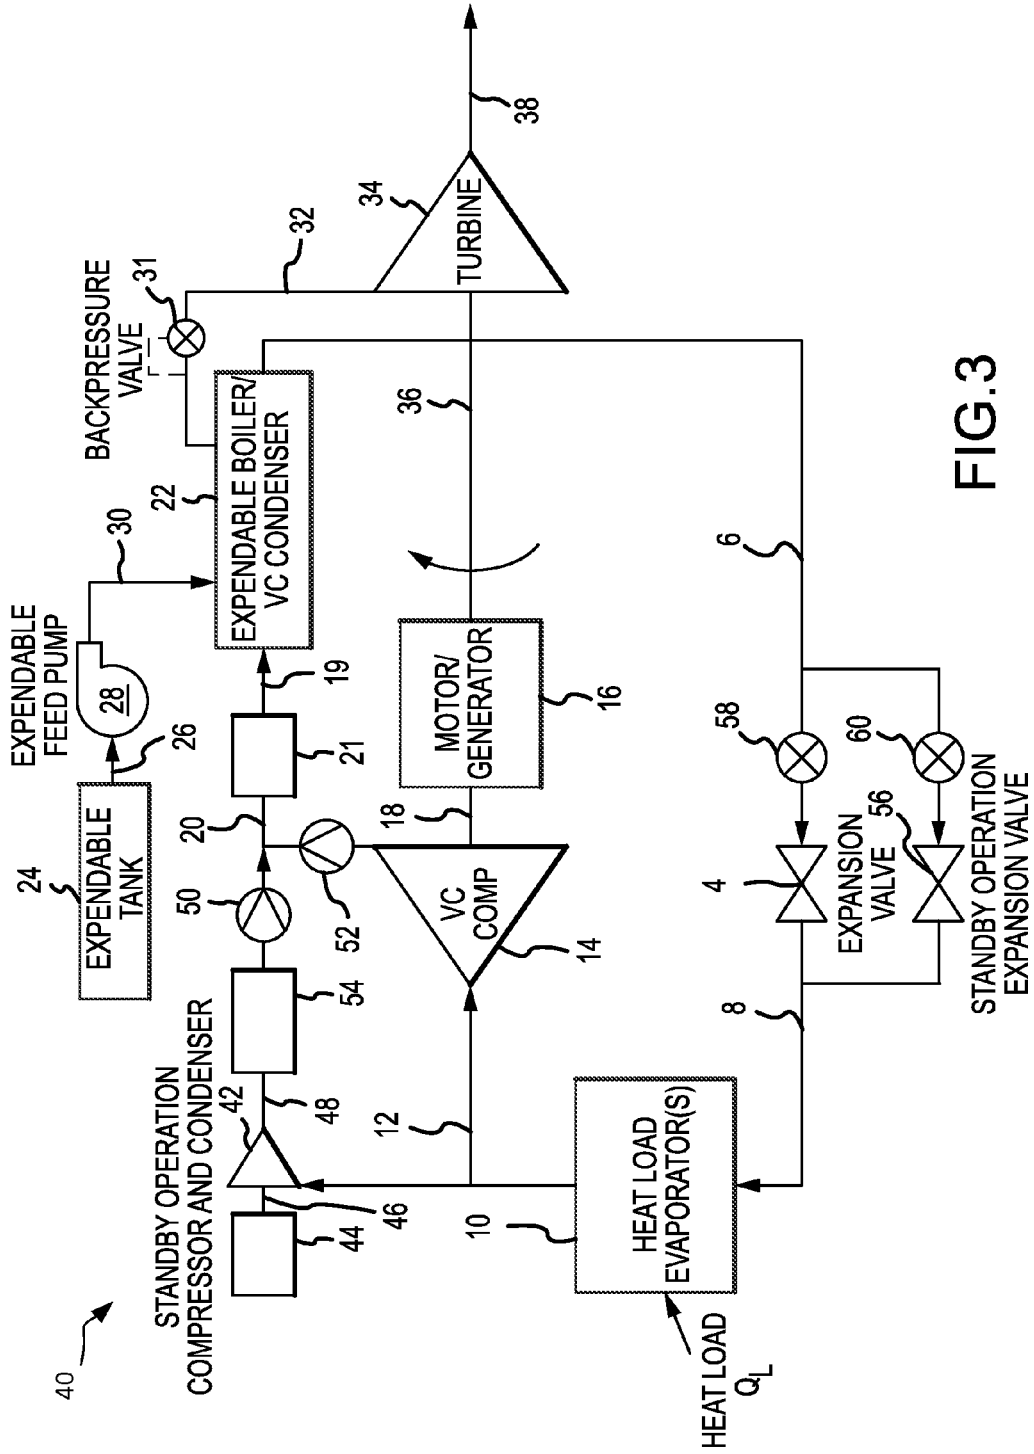 40
STANDBY OPERATION
COMPRESSOR AND CONDENSER
44
46
42
48
54
50
52
20
21
19
24
EXPENDABLE
TANK
26
EXPENDABLE
FEED PUMP
28
30
22
EXPENDABLE BOILER/
VC CONDENSER
BACKPRESSURE
VALVE
31
32
34
TURBINE
38
36
MOTOR/
GENERATOR
16
18
VC
COMP
14
12
10
HEAT LOAD
EVAPORATOR(S)
HEAT LOAD
QL
8
4
EXPANSION
VALVE
58
56
60
STANDBY OPERATION
EXPANSION VALVE
6
FIG.3